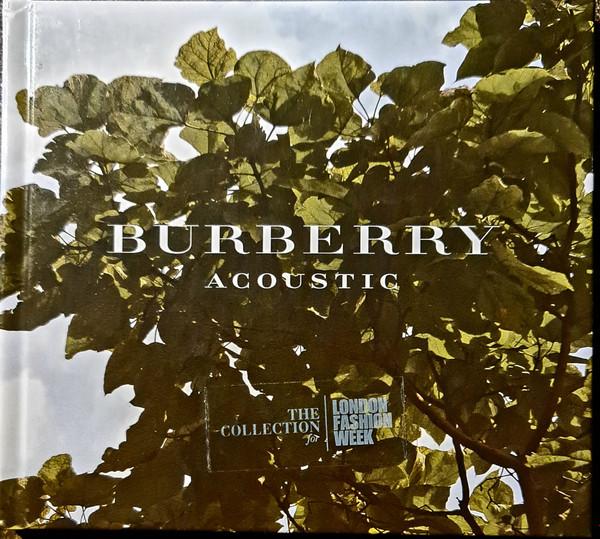 BURBERRY
ACOUSTIC
THE
COLLECTION
for
LONDON
FASHION
WEEK